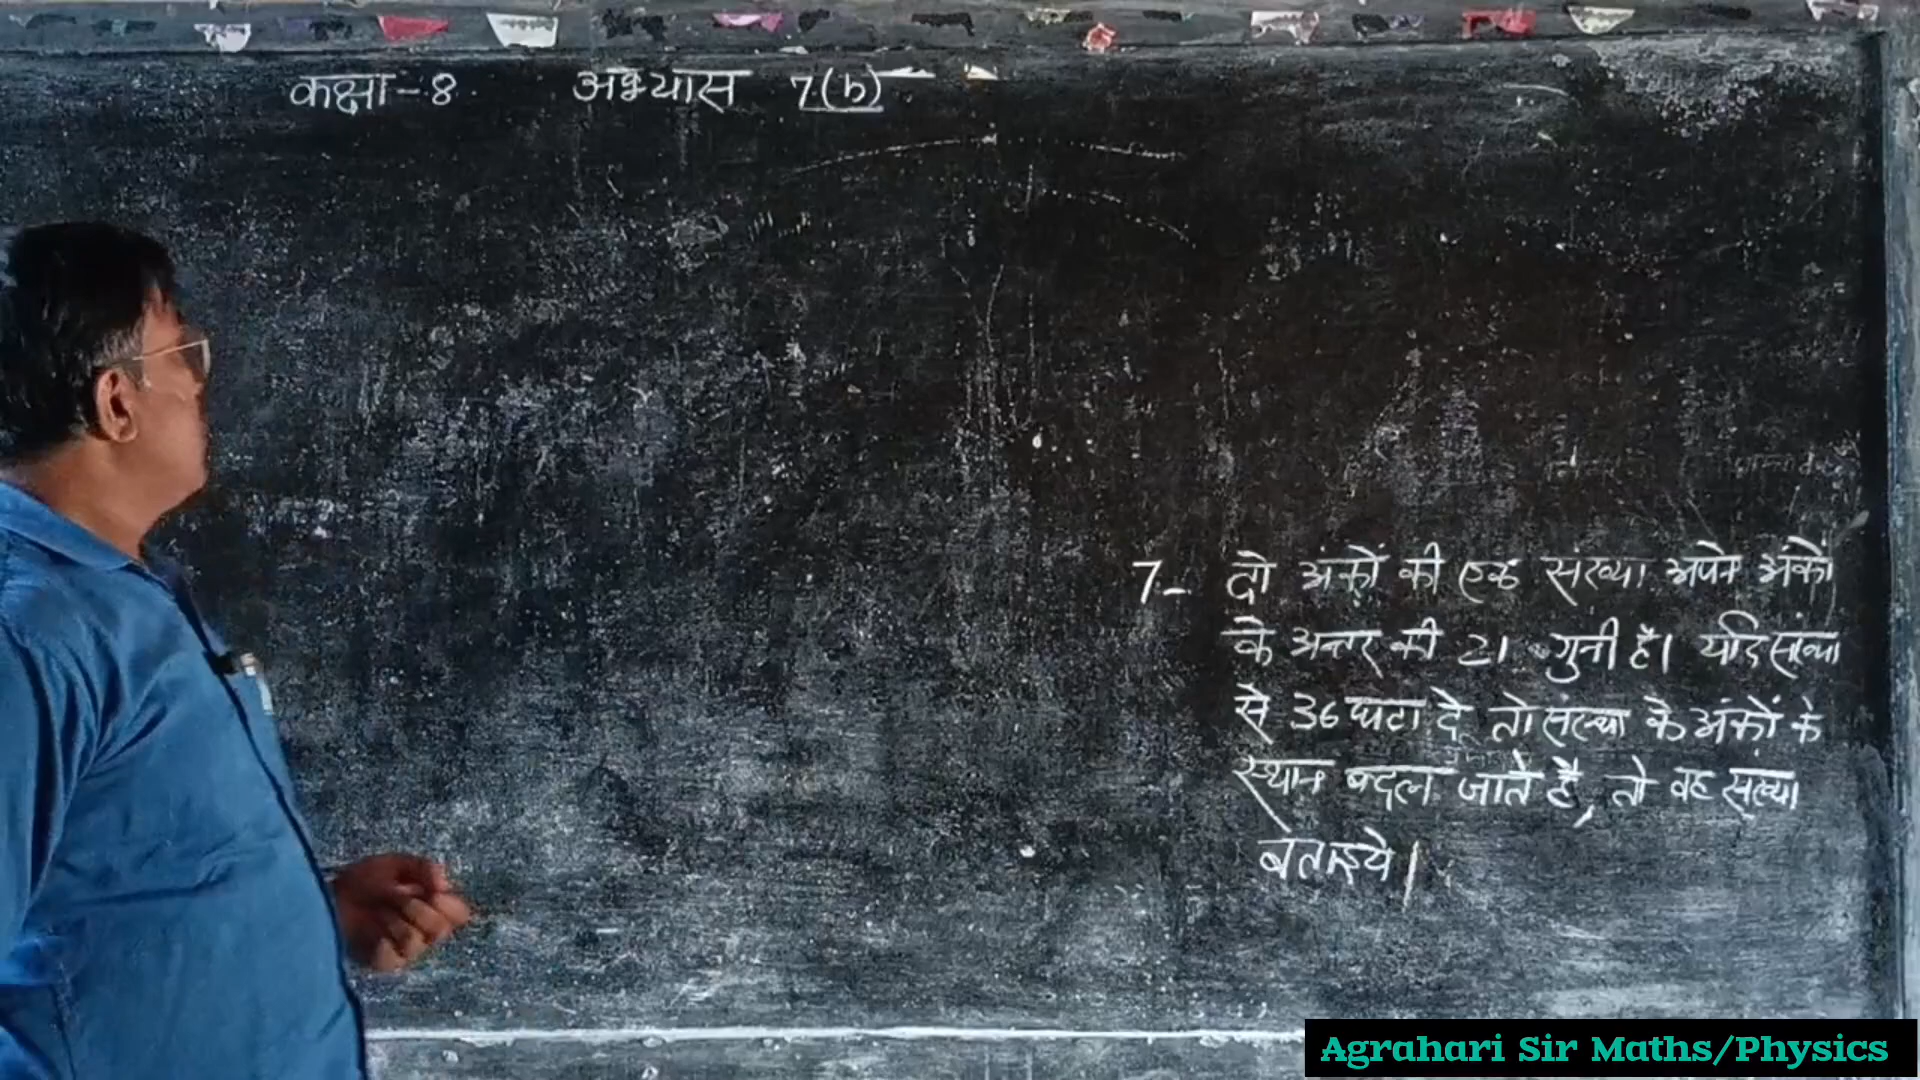 कक्षा - 8 अभ्यास 7(b)
7- दो अंकों की एक संख्या अपने अंकों
के अन्तर की 21 गुनी है। यदि संख्या
से 36 घटा दे तो संख्या के अंकों के
स्थान बदल जाते है, तो वह संख्या
बताइये।
Agrahari Sir Maths/Physics